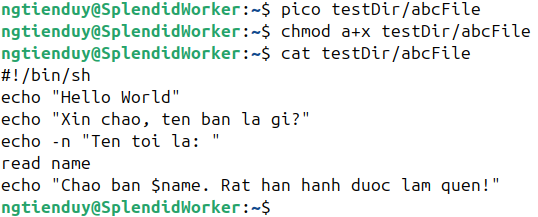 ngtienduy@SplendidWorker:~$ pico testDir/abcFile
ngtienduy@SplendidWorker:~$ chmod a+x testDir/abcFile
ngtienduy@SplendidWorker:~$ cat testDir/abcFile
#!/bin/sh
echo "Hello World"
echo "Xin chao, ten ban la gi?"
echo -n "Ten toi la: "
read name
echo "Chao ban $name. Rat han hanh duoc lam quen!"
ngtienduy@SplendidWorker:~$